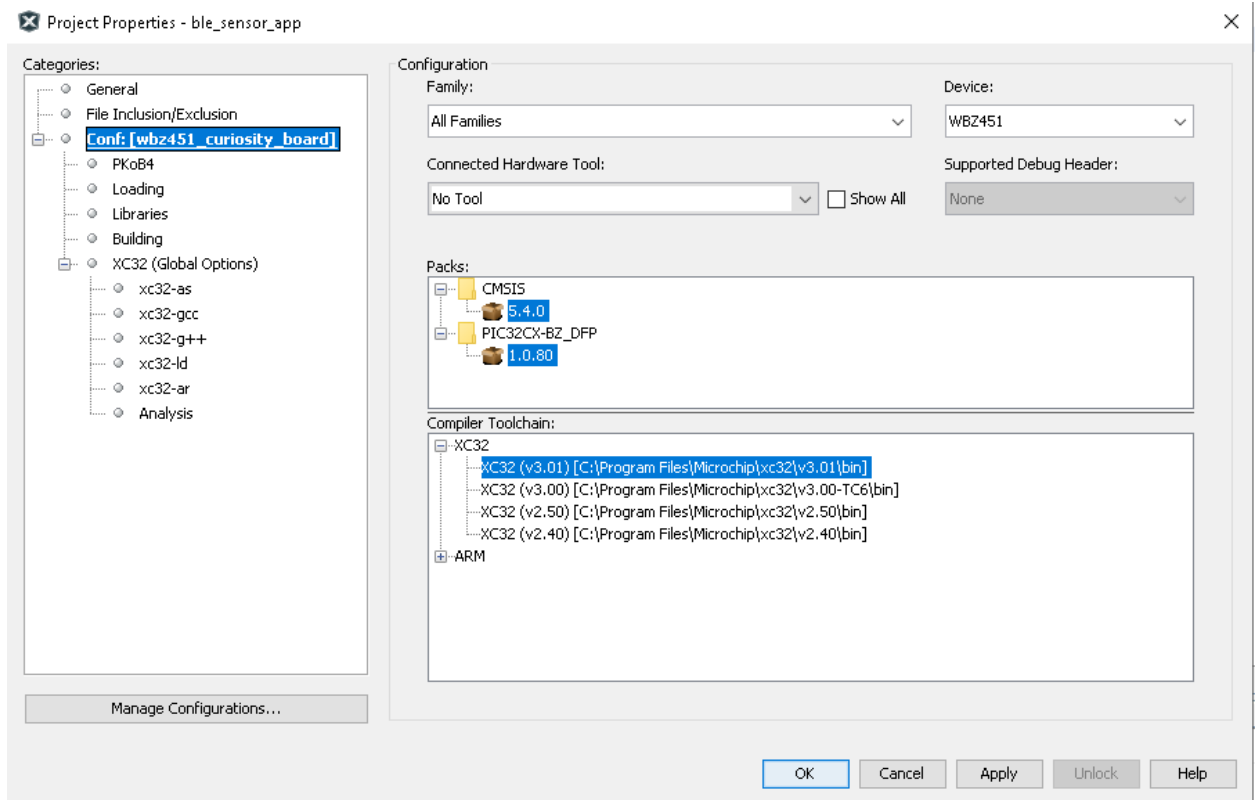 Project Properties - ble_sensor_app
Categories:
General
File Inclusion/Exclusion
Conf: [wbz451_curiosity_board]
PKoB4
Loading
Libraries
Building
XC32 (Global Options)
xc32-as
xc32-gcc
xc32-g++
xc32-ld
xc32-ar
Analysis
Manage Configurations...
Configuration
Family:
Device:
All Families
WBZ451
Connected Hardware Tool:
Supported Debug Header:
No Tool
Show All
None
Packs:
CMSIS
5.4.0
PIC32CX-BZ_DFP
1.0.80
Compiler Toolchain:
XC32
XC32 (v3.01) [C:\Program Files\Microchip\xc32\v3.01\bin]
XC32 (v3.00) [C:\Program Files\Microchip\xc32\v3.00-TC6\bin]
XC32 (v2.50) [C:\Program Files\Microchip\xc32\v2.50\bin]
XC32 (v2.40) [C:\Program Files\Microchip\xc32\v2.40\bin]
ARM
OK
Cancel
Apply
Unlock
Help